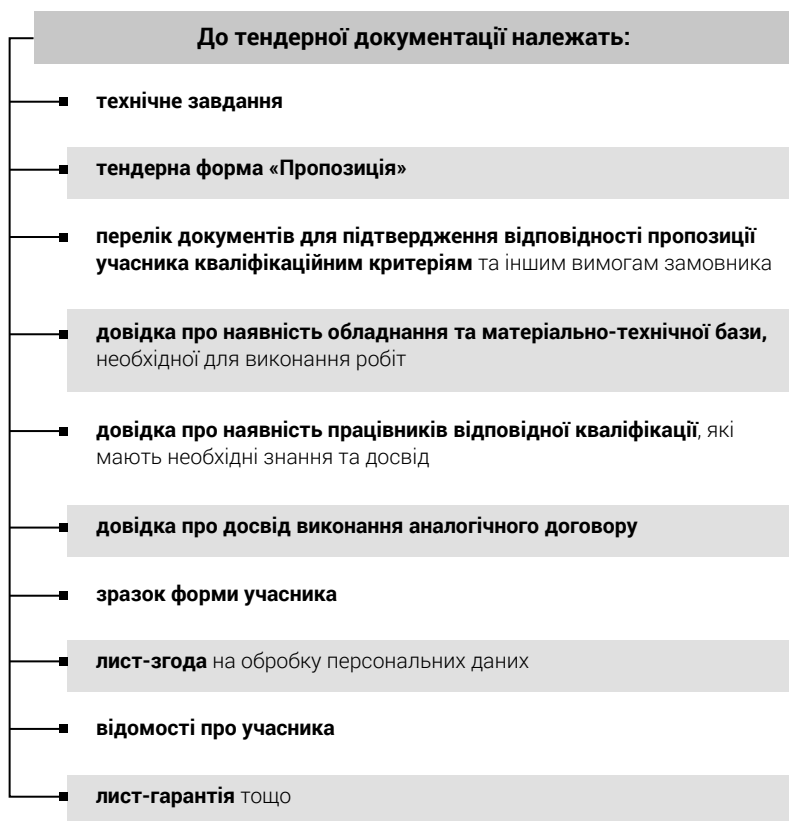 До тендерної документації належать:
технічне завдання
тендерна форма «Пропозиція»
перелік документів для підтвердження відповідності пропозиції
учасника кваліфікаційним критеріям та іншим вимогам замовника
довідка про наявність обладнання та матеріально-технічної бази,
необхідної для виконання робіт
довідка про наявність працівників відповідної кваліфікації, які
мають необхідні знання та досвід
довідка про досвід виконання аналогічного договору
зразок форми учасника
лист-згода на обробку персональних даних
відомості про учасника
лист-гарантія тощо